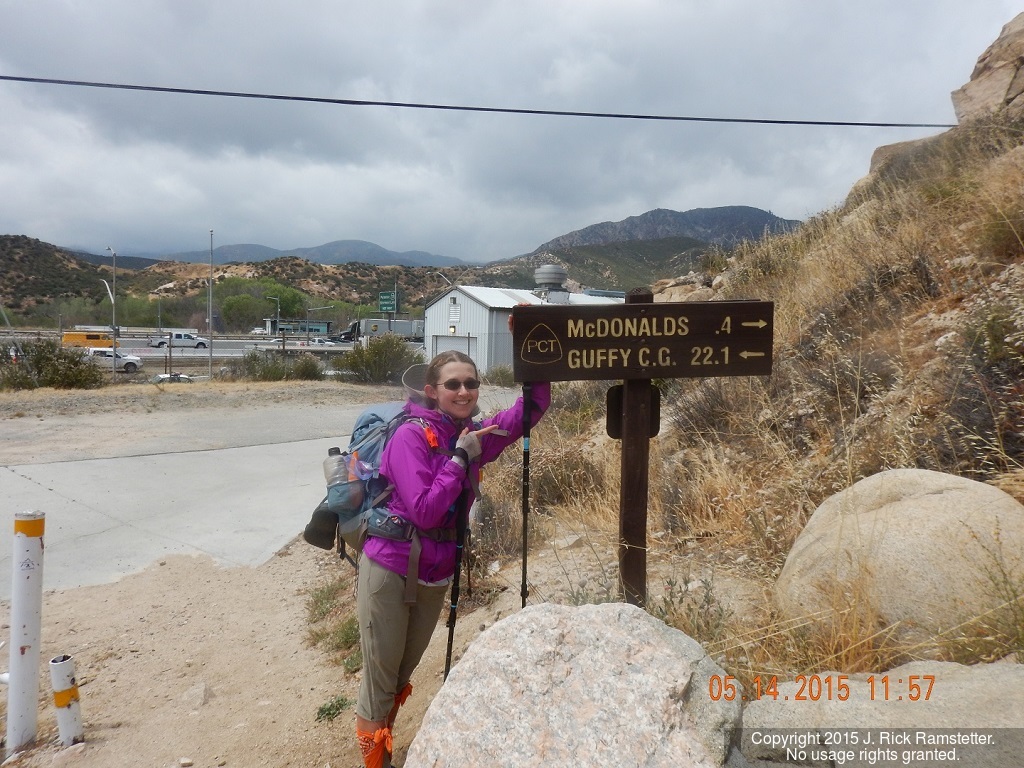 McDONALDS .4 →
PCT
GUFFY C.G. 22.1 ←
05 14.2015 11:57
Copyright 2015 J. Rick Ramstetter.
No usage rights granted.